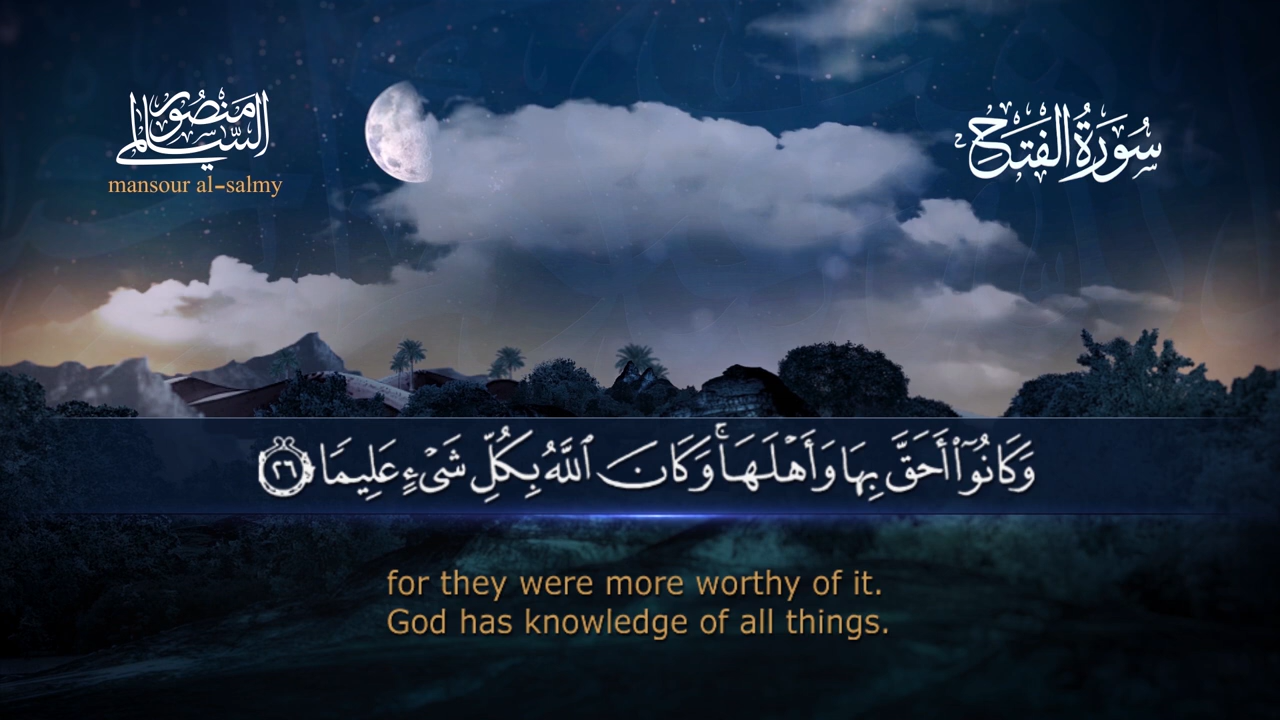 منصور السالمي
mansour al-salmy
سُورَةُ الفَتْح
وَكَانُوٓا۟ أَحَقَّ بِهَا وَأَهْلَهَا ۚ وَكَانَ ٱللَّهُ بِكُلِّ شَىْءٍ عَلِيمًا ٢٦
for they were more worthy of it.
God has knowledge of all things.